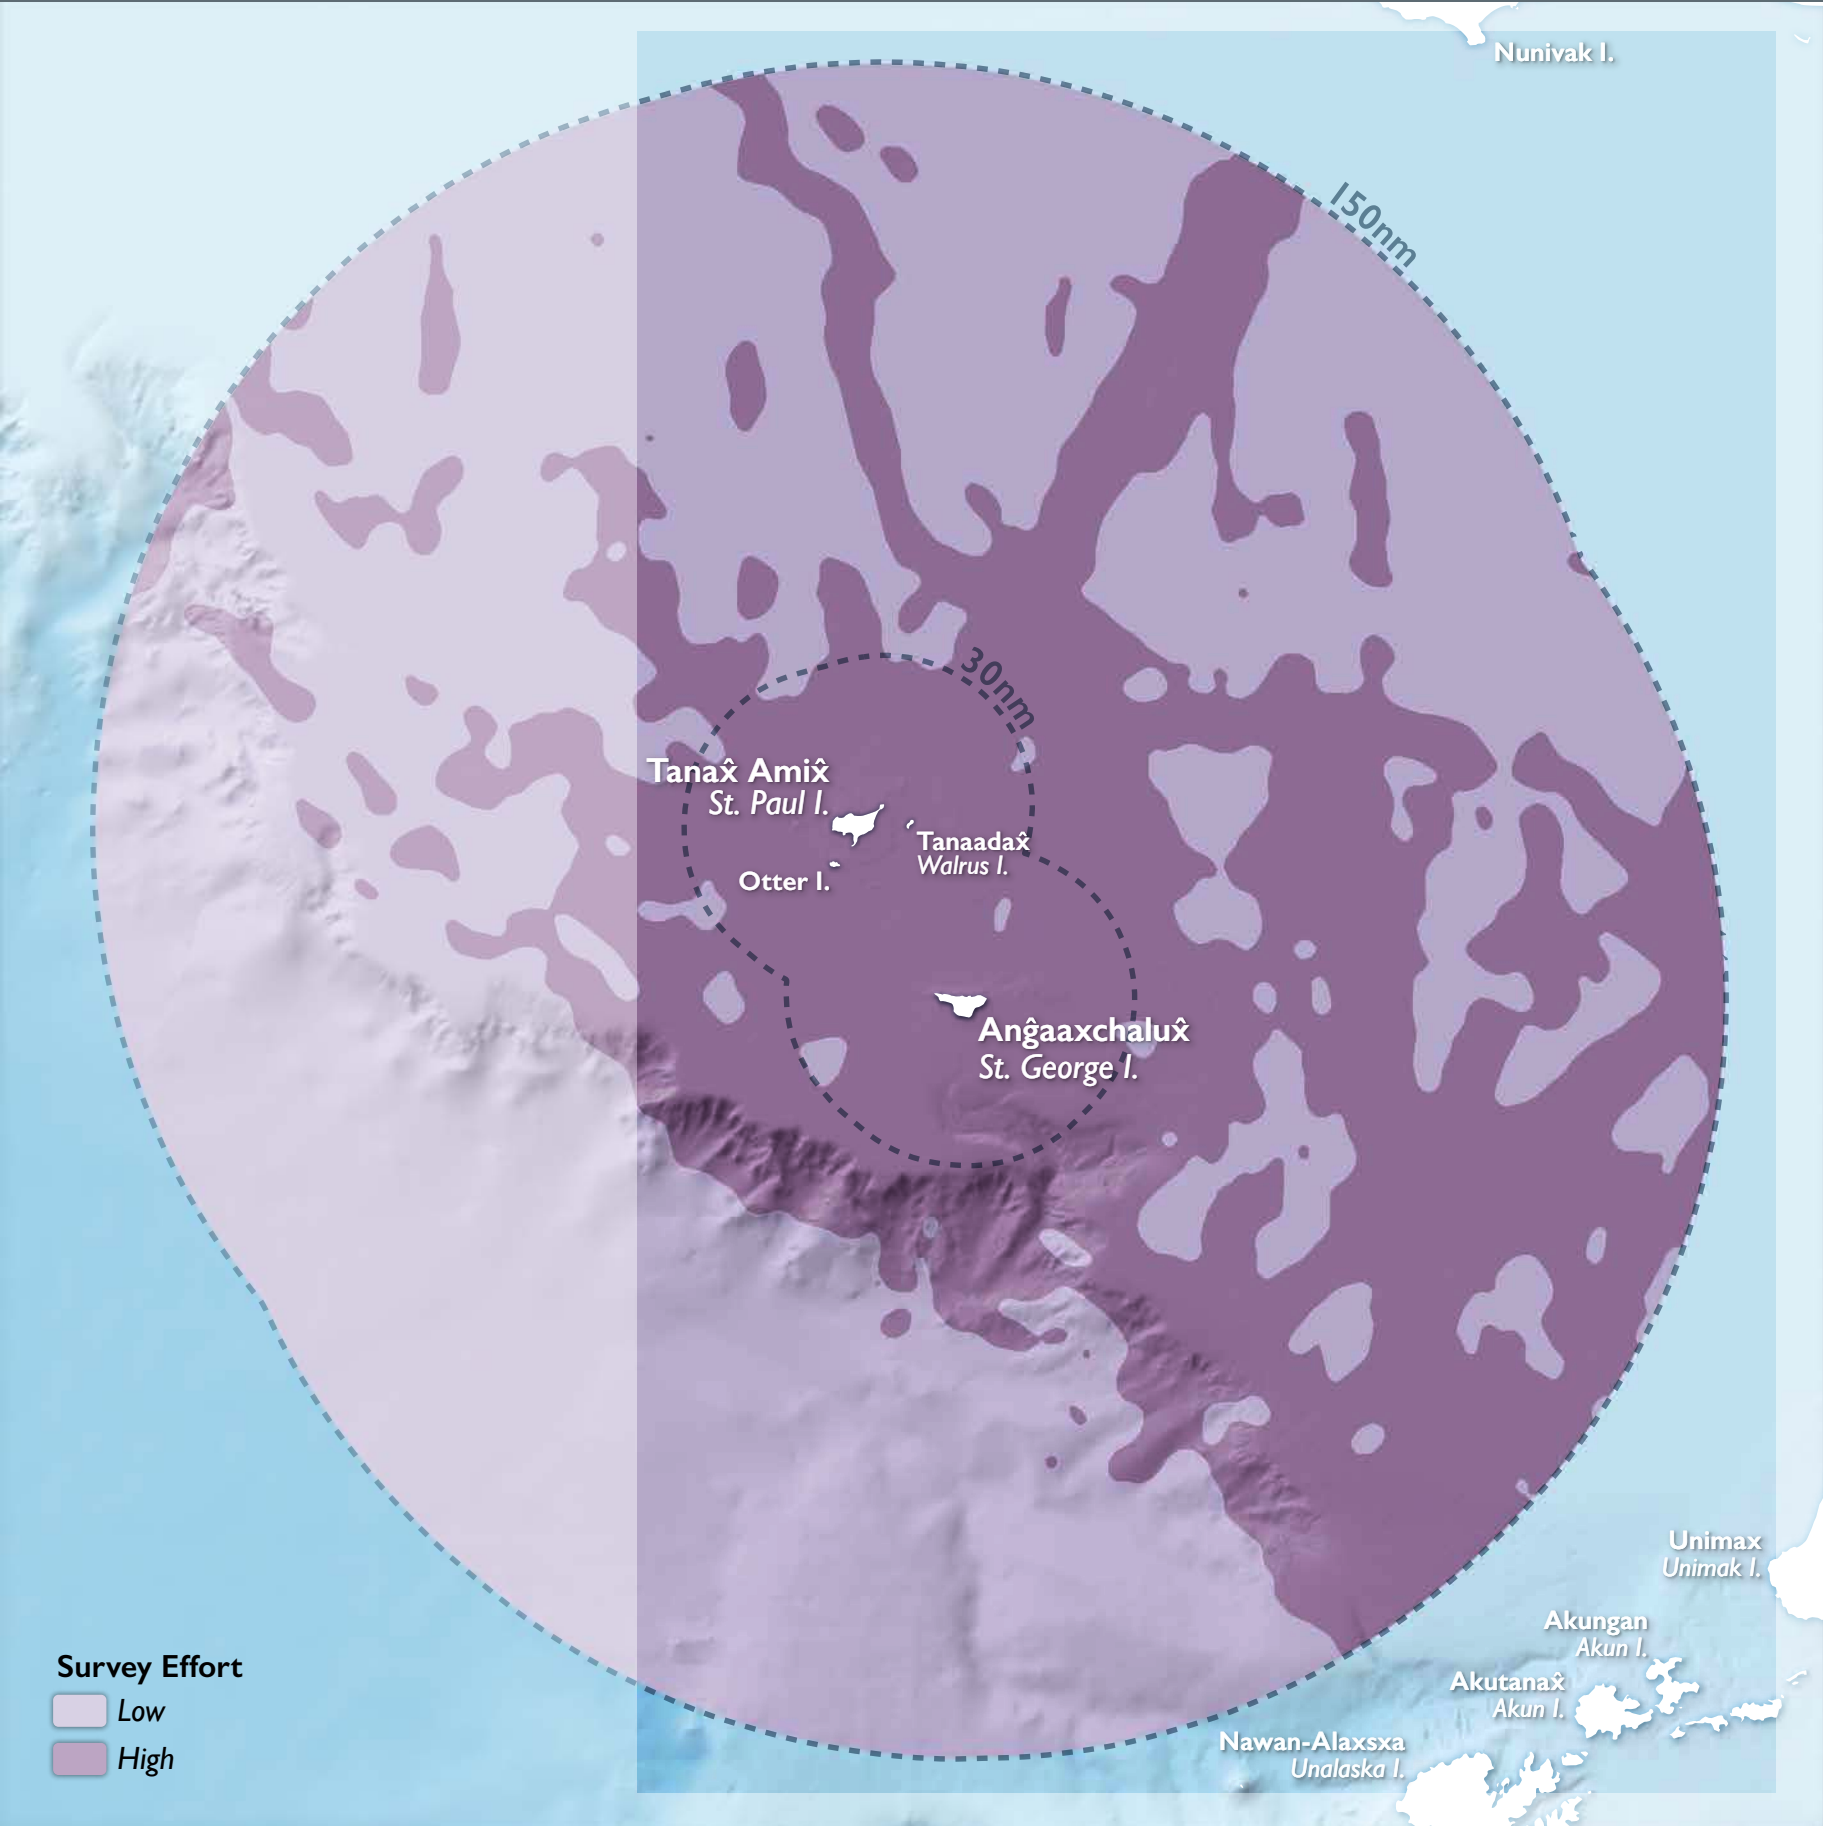 Nunivak I.
150nm
30nm
Tanax̂ Amix̂
St. Paul I.
Tanaadax̂
Walrus I.
Otter I.
Anĝaaxchalux̂
St. George I.
Unimax
Unimak I.
Akungan
Akun I.
Akutanax̂
Akun I.
Nawan-Alaxsxa
Unalaska I.
Survey Effort
Low
High